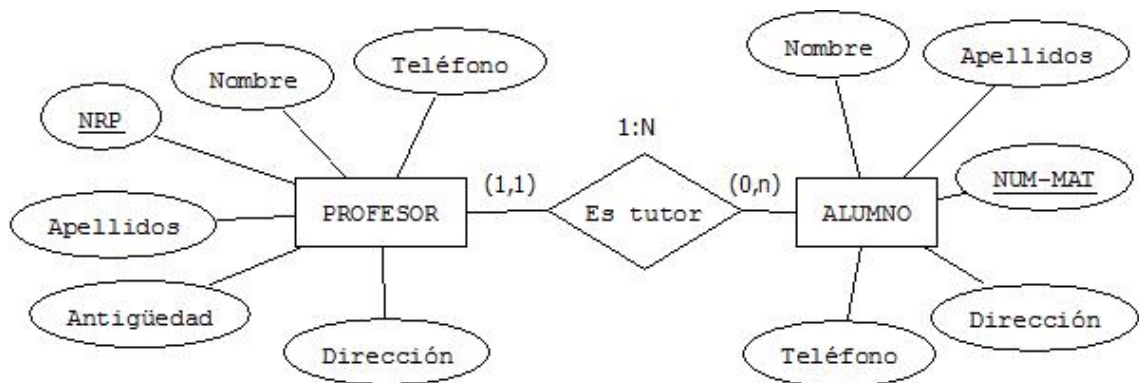 Nombre
Teléfono
NRP
Apellidos
Antigüedad
Dirección
PROFESOR
(1,1)
1:N
Es tutor
(0,n)
ALUMNO
Nombre
Apellidos
NUM-MAT
Dirección
Teléfono